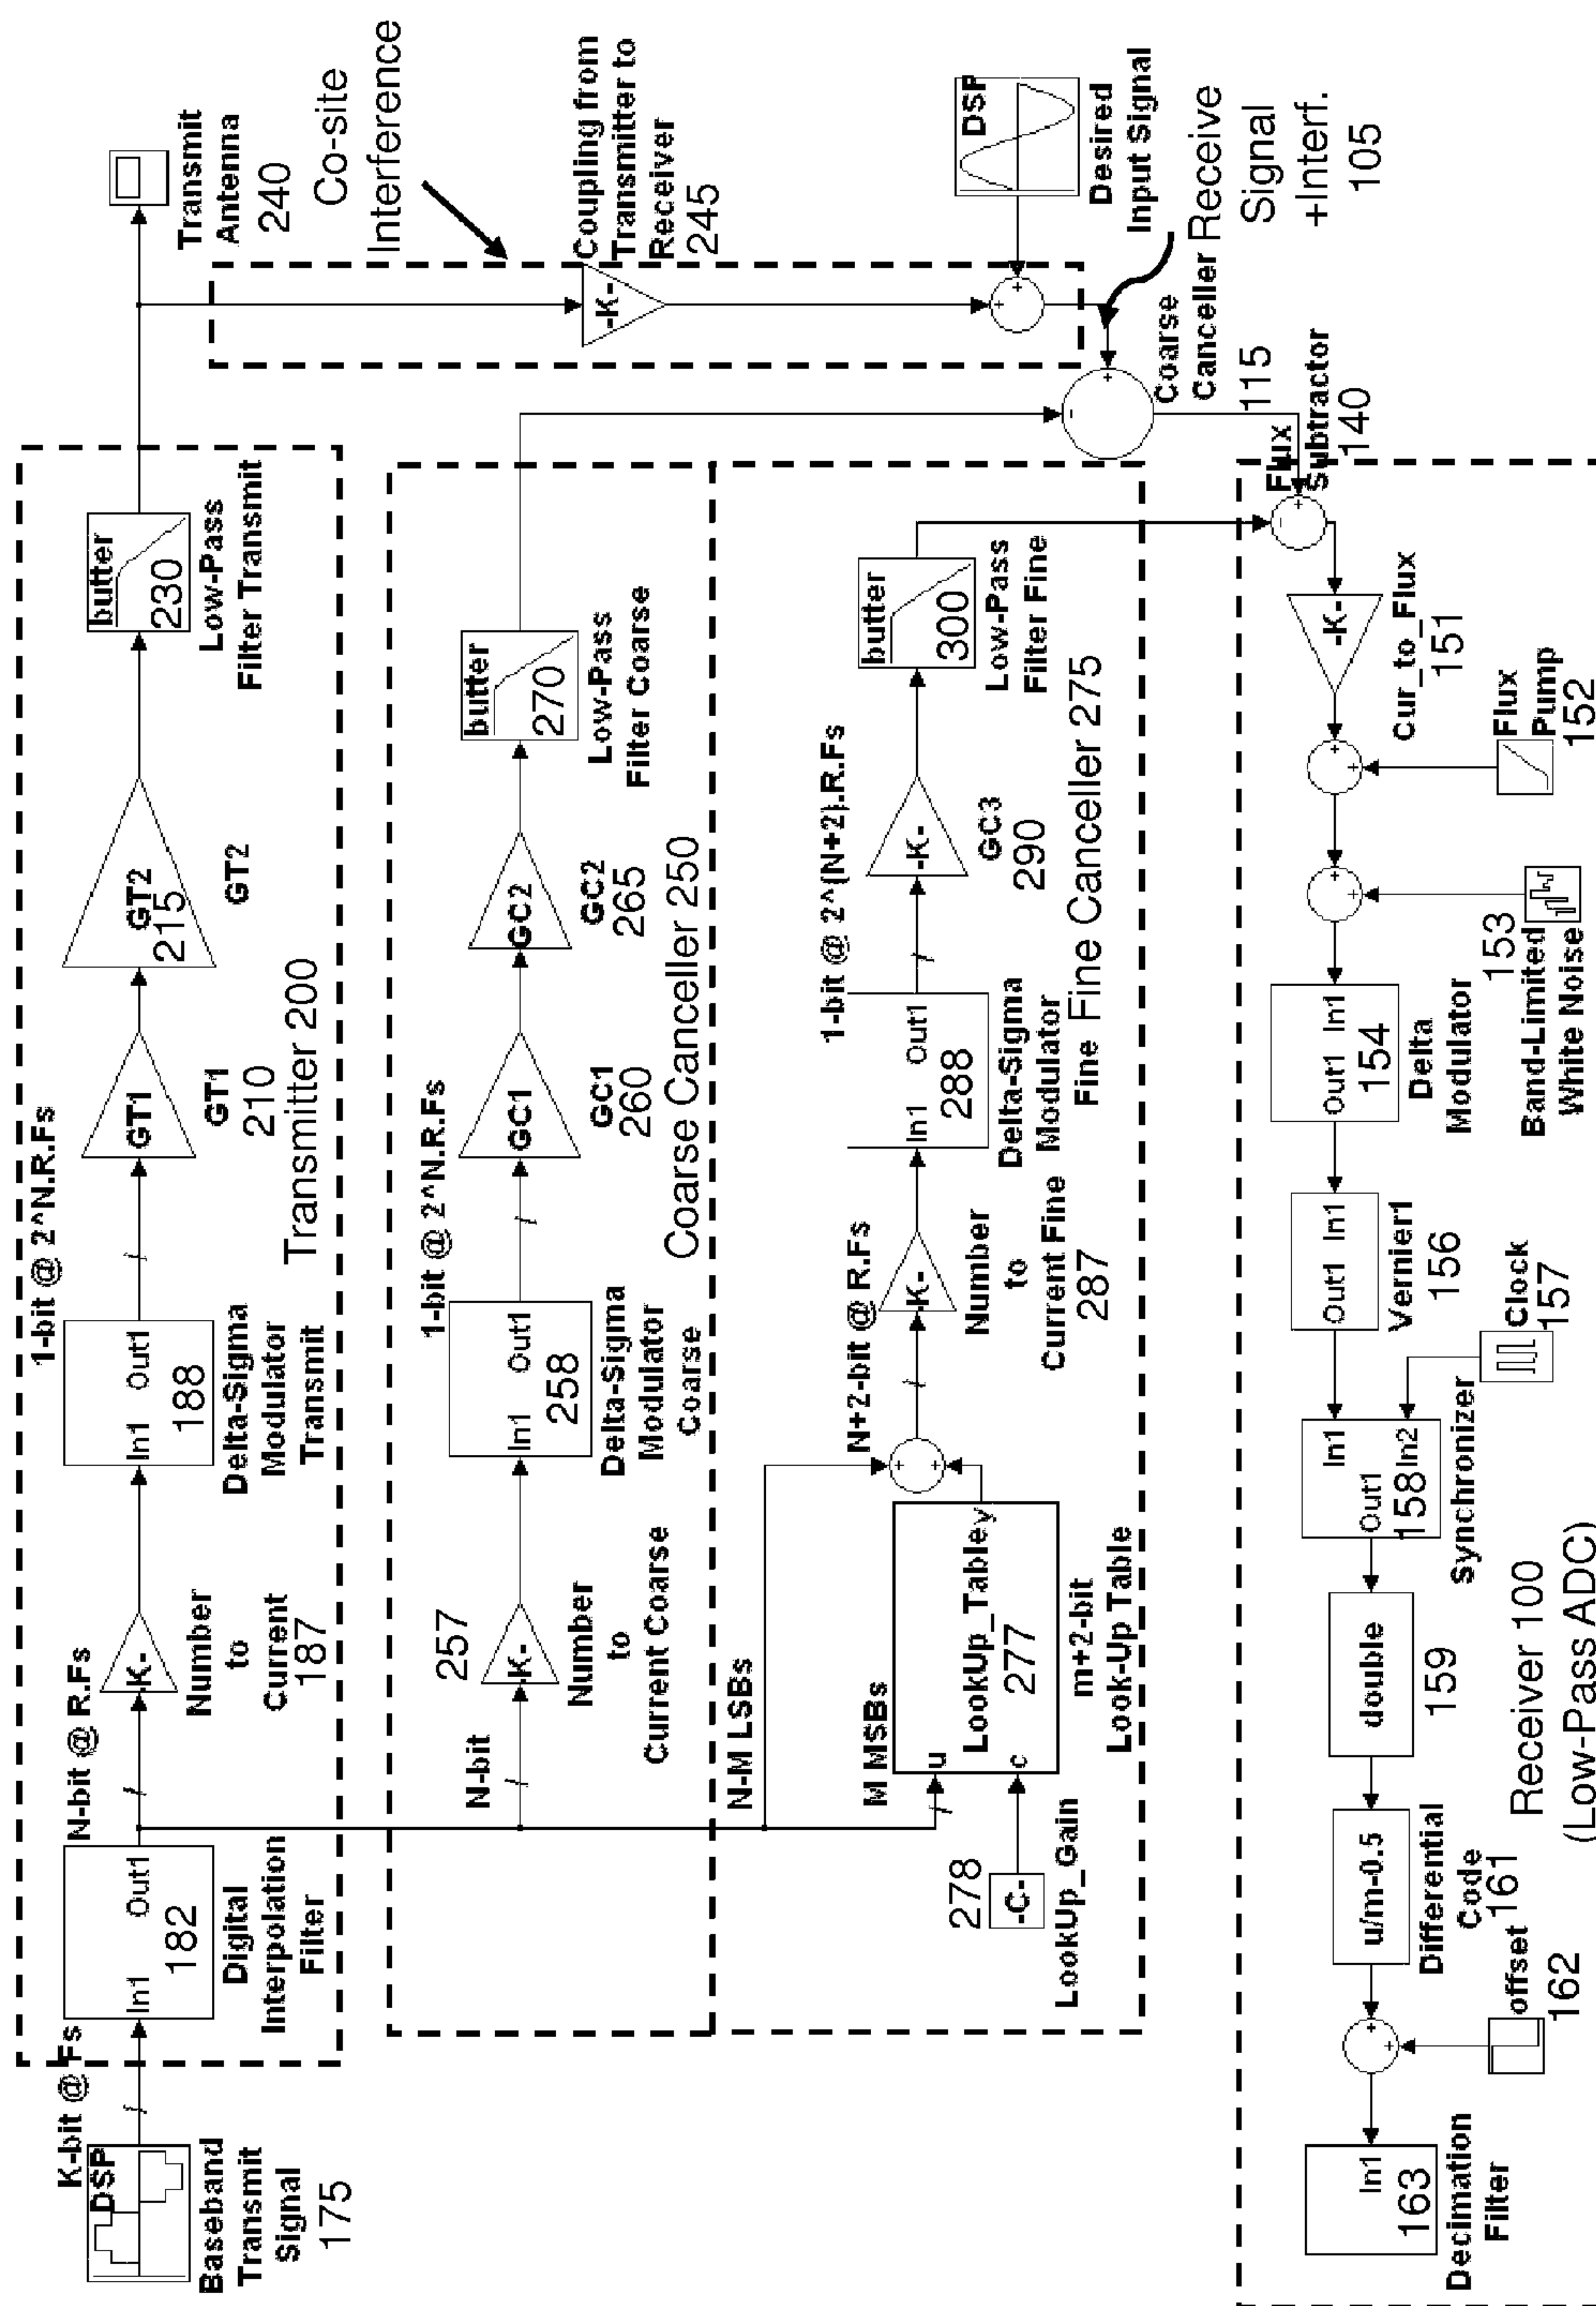 K-bit @ Fs
DSP
Baseband
Transmit
Signal
175
In1 Out1
182
Digital
Interpolation
Filter
N-bit @ R.Fs
-K-
Number
to
Current
187
In1 Out1
188
Delta-Sigma
Modulator
Transmit
1-bit @ 2^N.R.Fs
GT1
GT1
210
Transmitter 200
GT2
215
GT2
butter
230
Low-Pass
Filter Transmit
Transmit
Antenna
240
Co-site
Interference
-K-
Coupling from
Transmitter to
Receiver
245
DSP
Desired
Input Signal
Receive
Signal
+Interf.
105
N-bit
257
-K-
Number
to
Current Coarse
In1 Out1
258
Delta-Sigma
Modulator
Coarse
1-bit @ 2^N.R.Fs
GC1
GC1
260
GC2
GC2
265
Coarse Canceller 250
butter
270
Low-Pass
Filter Coarse
Coarse
Canceller
115
N-M LSBs
M MSBs
u
c
LookUp_Table
y
277
m+2-bit
Look-Up Table
278
-C-
LookUp_Gain
N+2-bit @ R.Fs
-K-
Number
to
Current Fine
287
In1 Out1
288
Delta-Sigma
Modulator
Fine
1-bit @ 2^(N+2).R.Fs
-K-
GC3
290
Fine Canceller 275
butter
300
Low-Pass
Filter Fine
Flux
Subtractor
140
-K-
Cur_to_Flux
151
Flux
Pump
152
153
Band-Limited
White Noise
Out1 In1
154
Delta
Modulator
Out1 In1
Vernier1
156
Clock
157
In1
Out1
In2
158
Synchronizer
double
159
u/m-0.5
Differential
Code
161
offset
162
In1
163
Decimation
Filter
Receiver 100
(Low-Pass ADC)